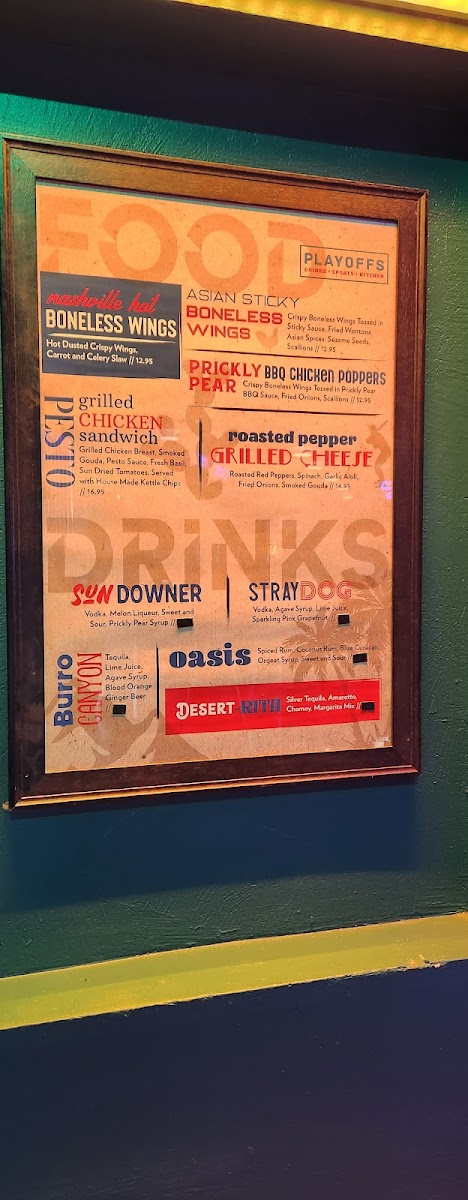 FOOD
PLAYOFFS
DRINKS • SPORTS • KITCHEN
nashville hot
BONELESS WINGS
Hot Dusted Crispy Wings,
Carrot and Celery Slaw // 12.95
ASIAN STICKY
BONELESS
WINGS
Crispy Boneless Wings Tossed in
Sticky Sauce, Fried Wontons,
Asian Spices, Sesame Seeds,
Scallions // 12.95
PRICKLY
PEAR
BBQ CHICKEN POPPERS
Crispy Boneless Wings Tossed in Prickly Pear
BBQ Sauce, Fried Onions, Scallions // 12.95
PESTO
grilled
CHICKEN
sandwich
Grilled Chicken Breast, Smoked
Gouda, Pesto Sauce, Fresh Basil,
Sun Dried Tomatoes, Served
with House Made Kettle Chips
// 16.95
roasted pepper
GRILLED CHEESE
Roasted Red Peppers, Spinach, Garlic Aioli,
Fried Onions, Smoked Gouda // 14.95
DRINKS
SUN DOWNER
Vodka, Melon Liqueur, Sweet and
Sour, Prickly Pear Syrup //
STRAY DOG
Vodka, Agave Syrup, Lime Juice,
Sparkling Pink Grapefruit
Burro
CANYON
Tequila,
Lime Juice,
Agave Syrup,
Blood Orange
Ginger Beer
//
oasis
Spiced Rum, Coconut Rum, Blue Curacao,
Orgeat Syrup, Sweet and Sour //
DESERT RITA
Silver Tequila, Amaretto,
Chamoy, Margarita Mix //